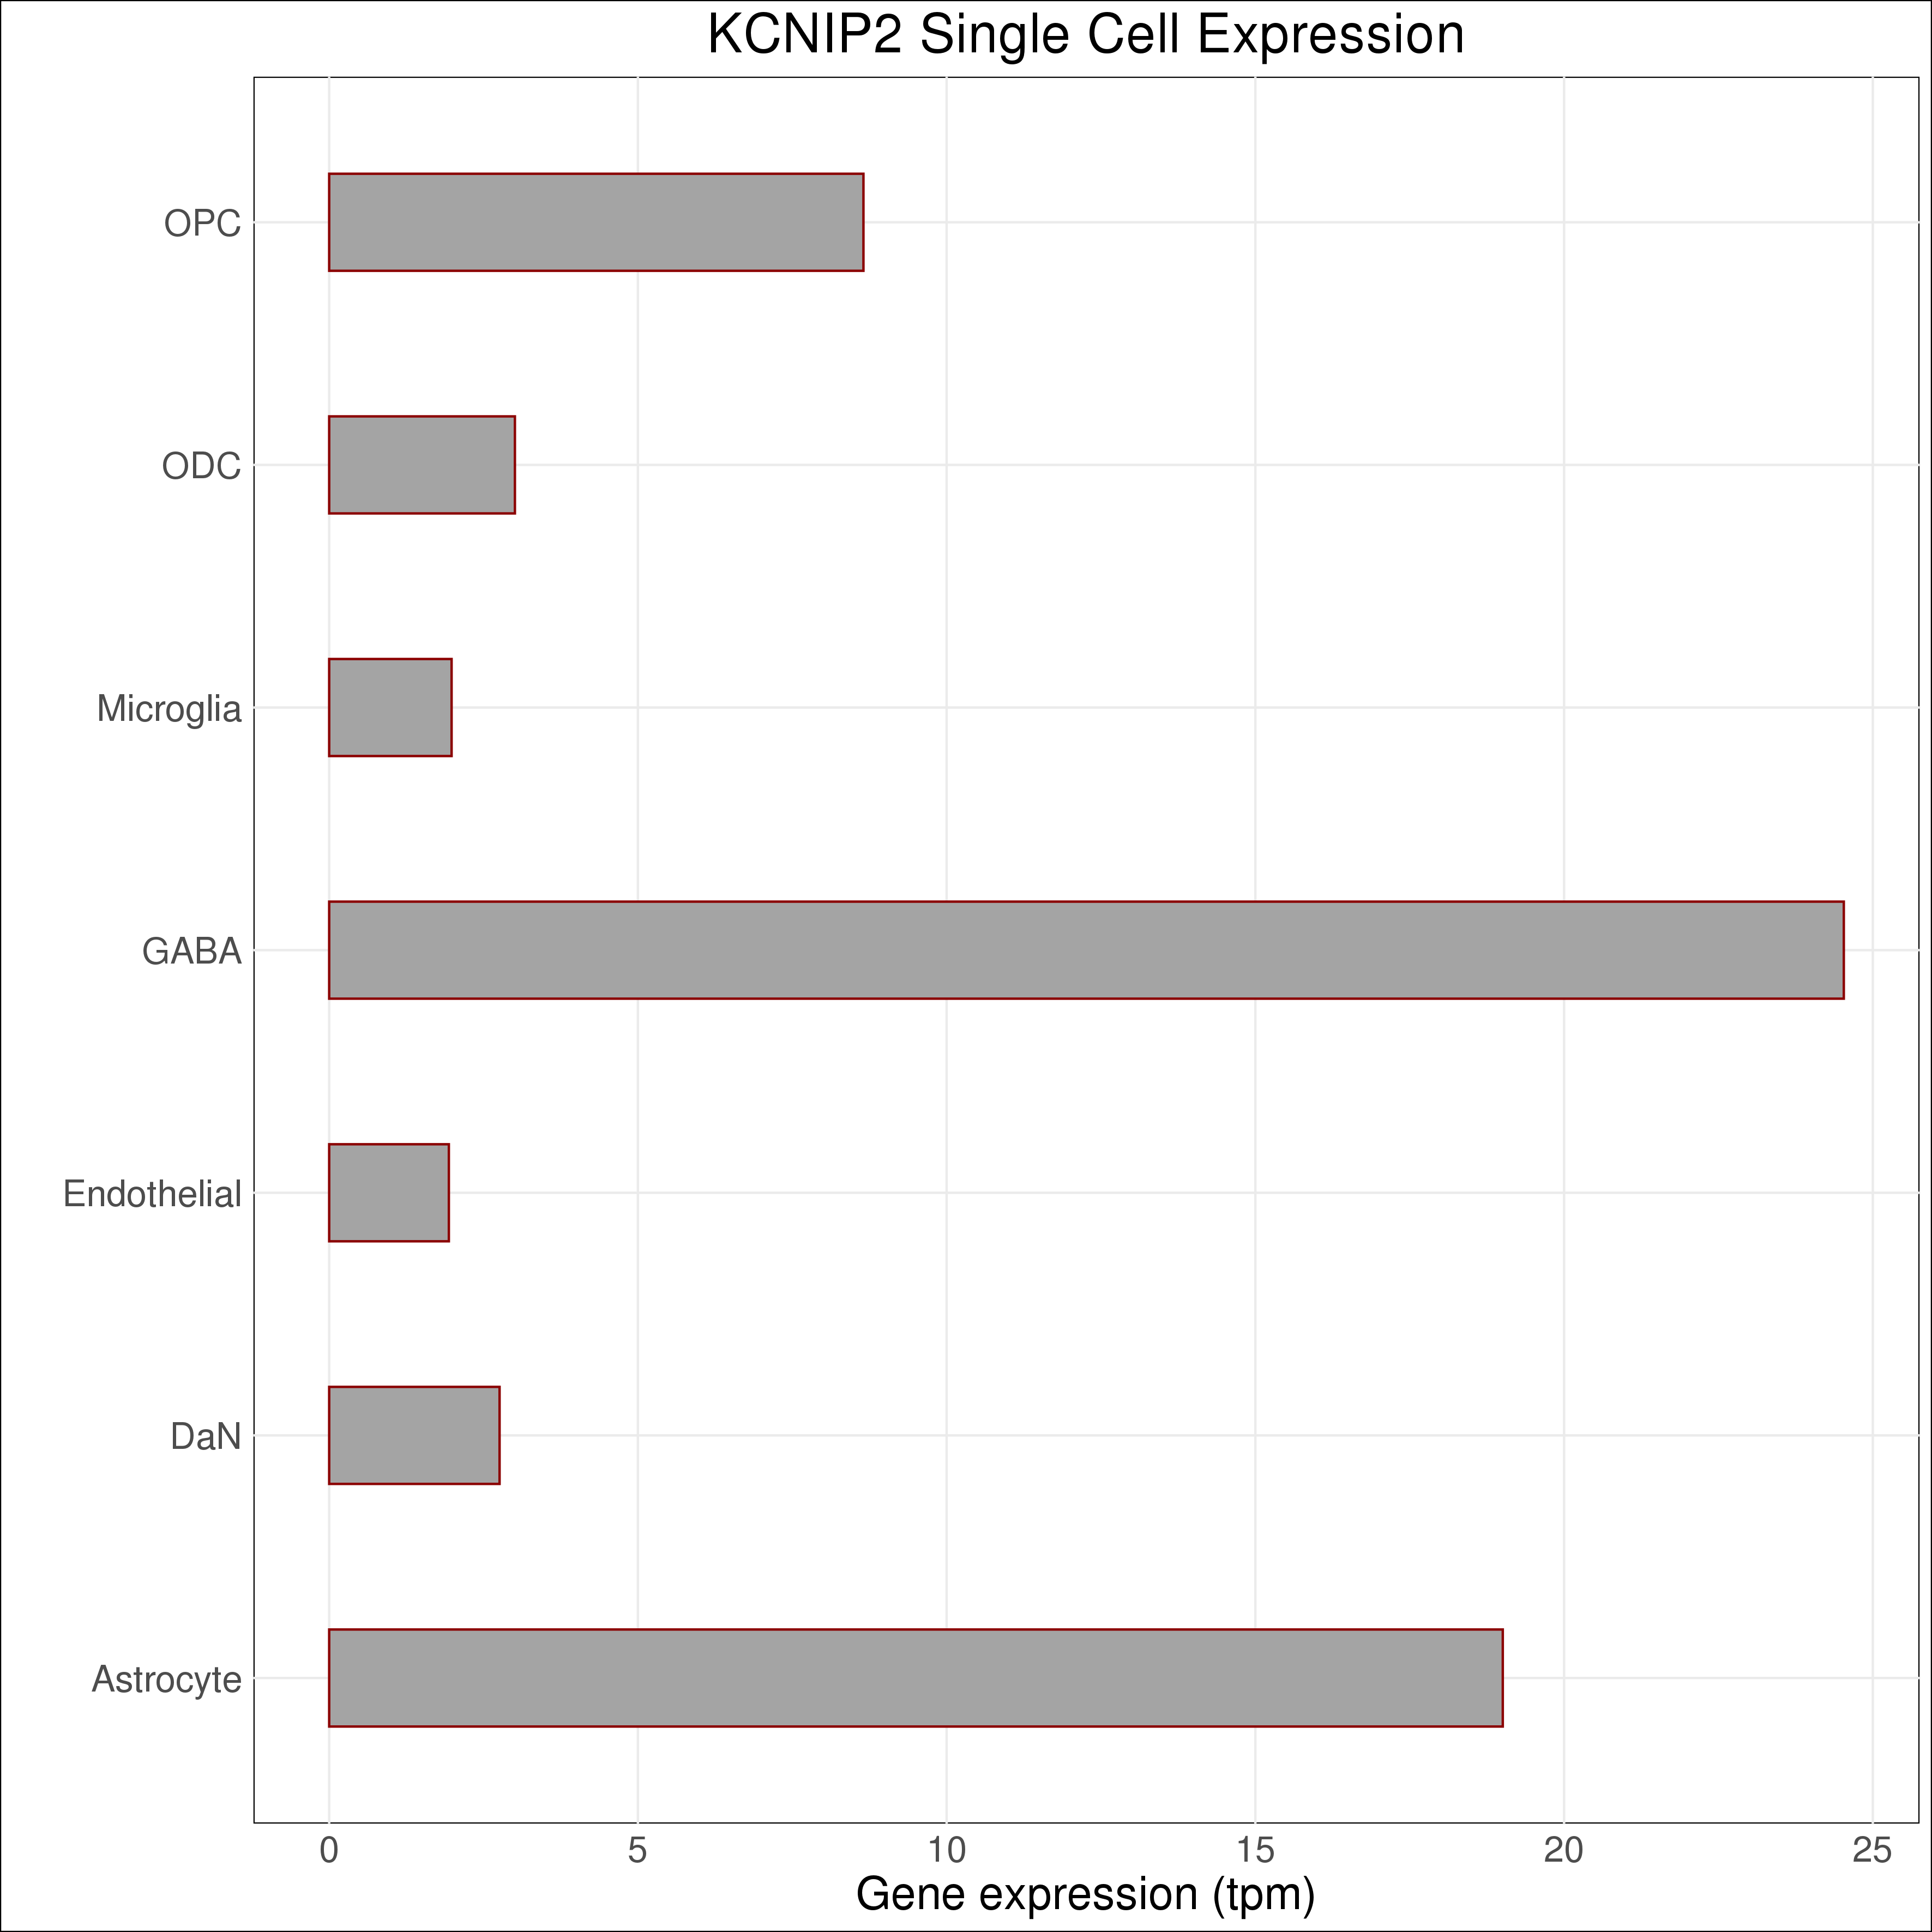 KCNIP2 Single Cell Expression
OPC
ODC
Microglia
GABA
Endothelial
DaN
Astrocyte
0 5 10 15 20 25
Gene expression (tpm)